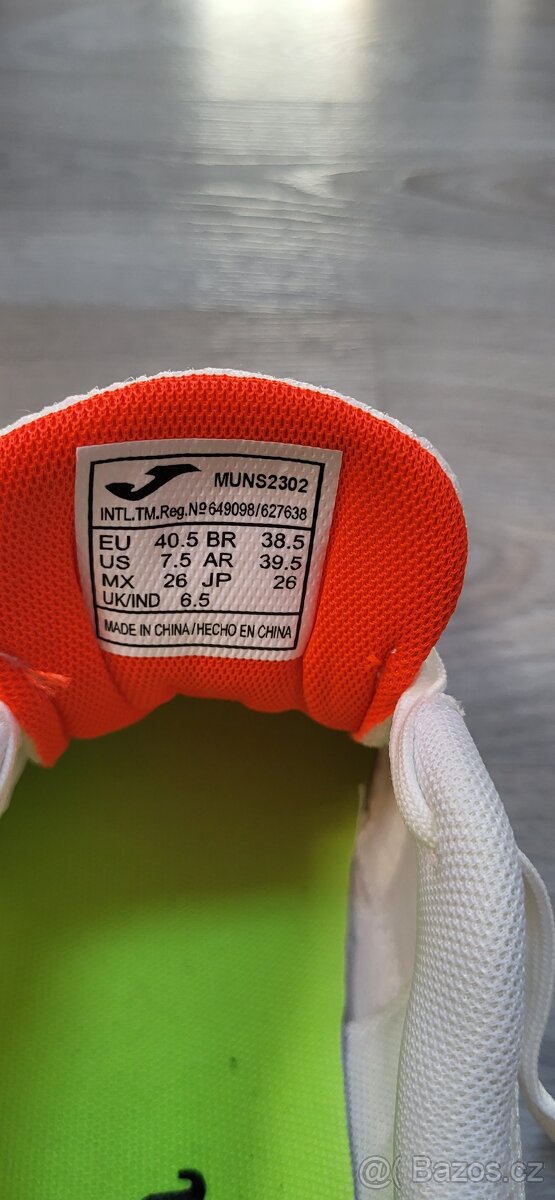 MUNS2302
INTL.TM.Reg.Nº649098/627638
EU 40.5 BR 38.5
US 7.5 AR 39.5
MX 26 JP 26
UK/IND 6.5
MADE IN CHINA/HECHO EN CHINA
@ Bazos.cz